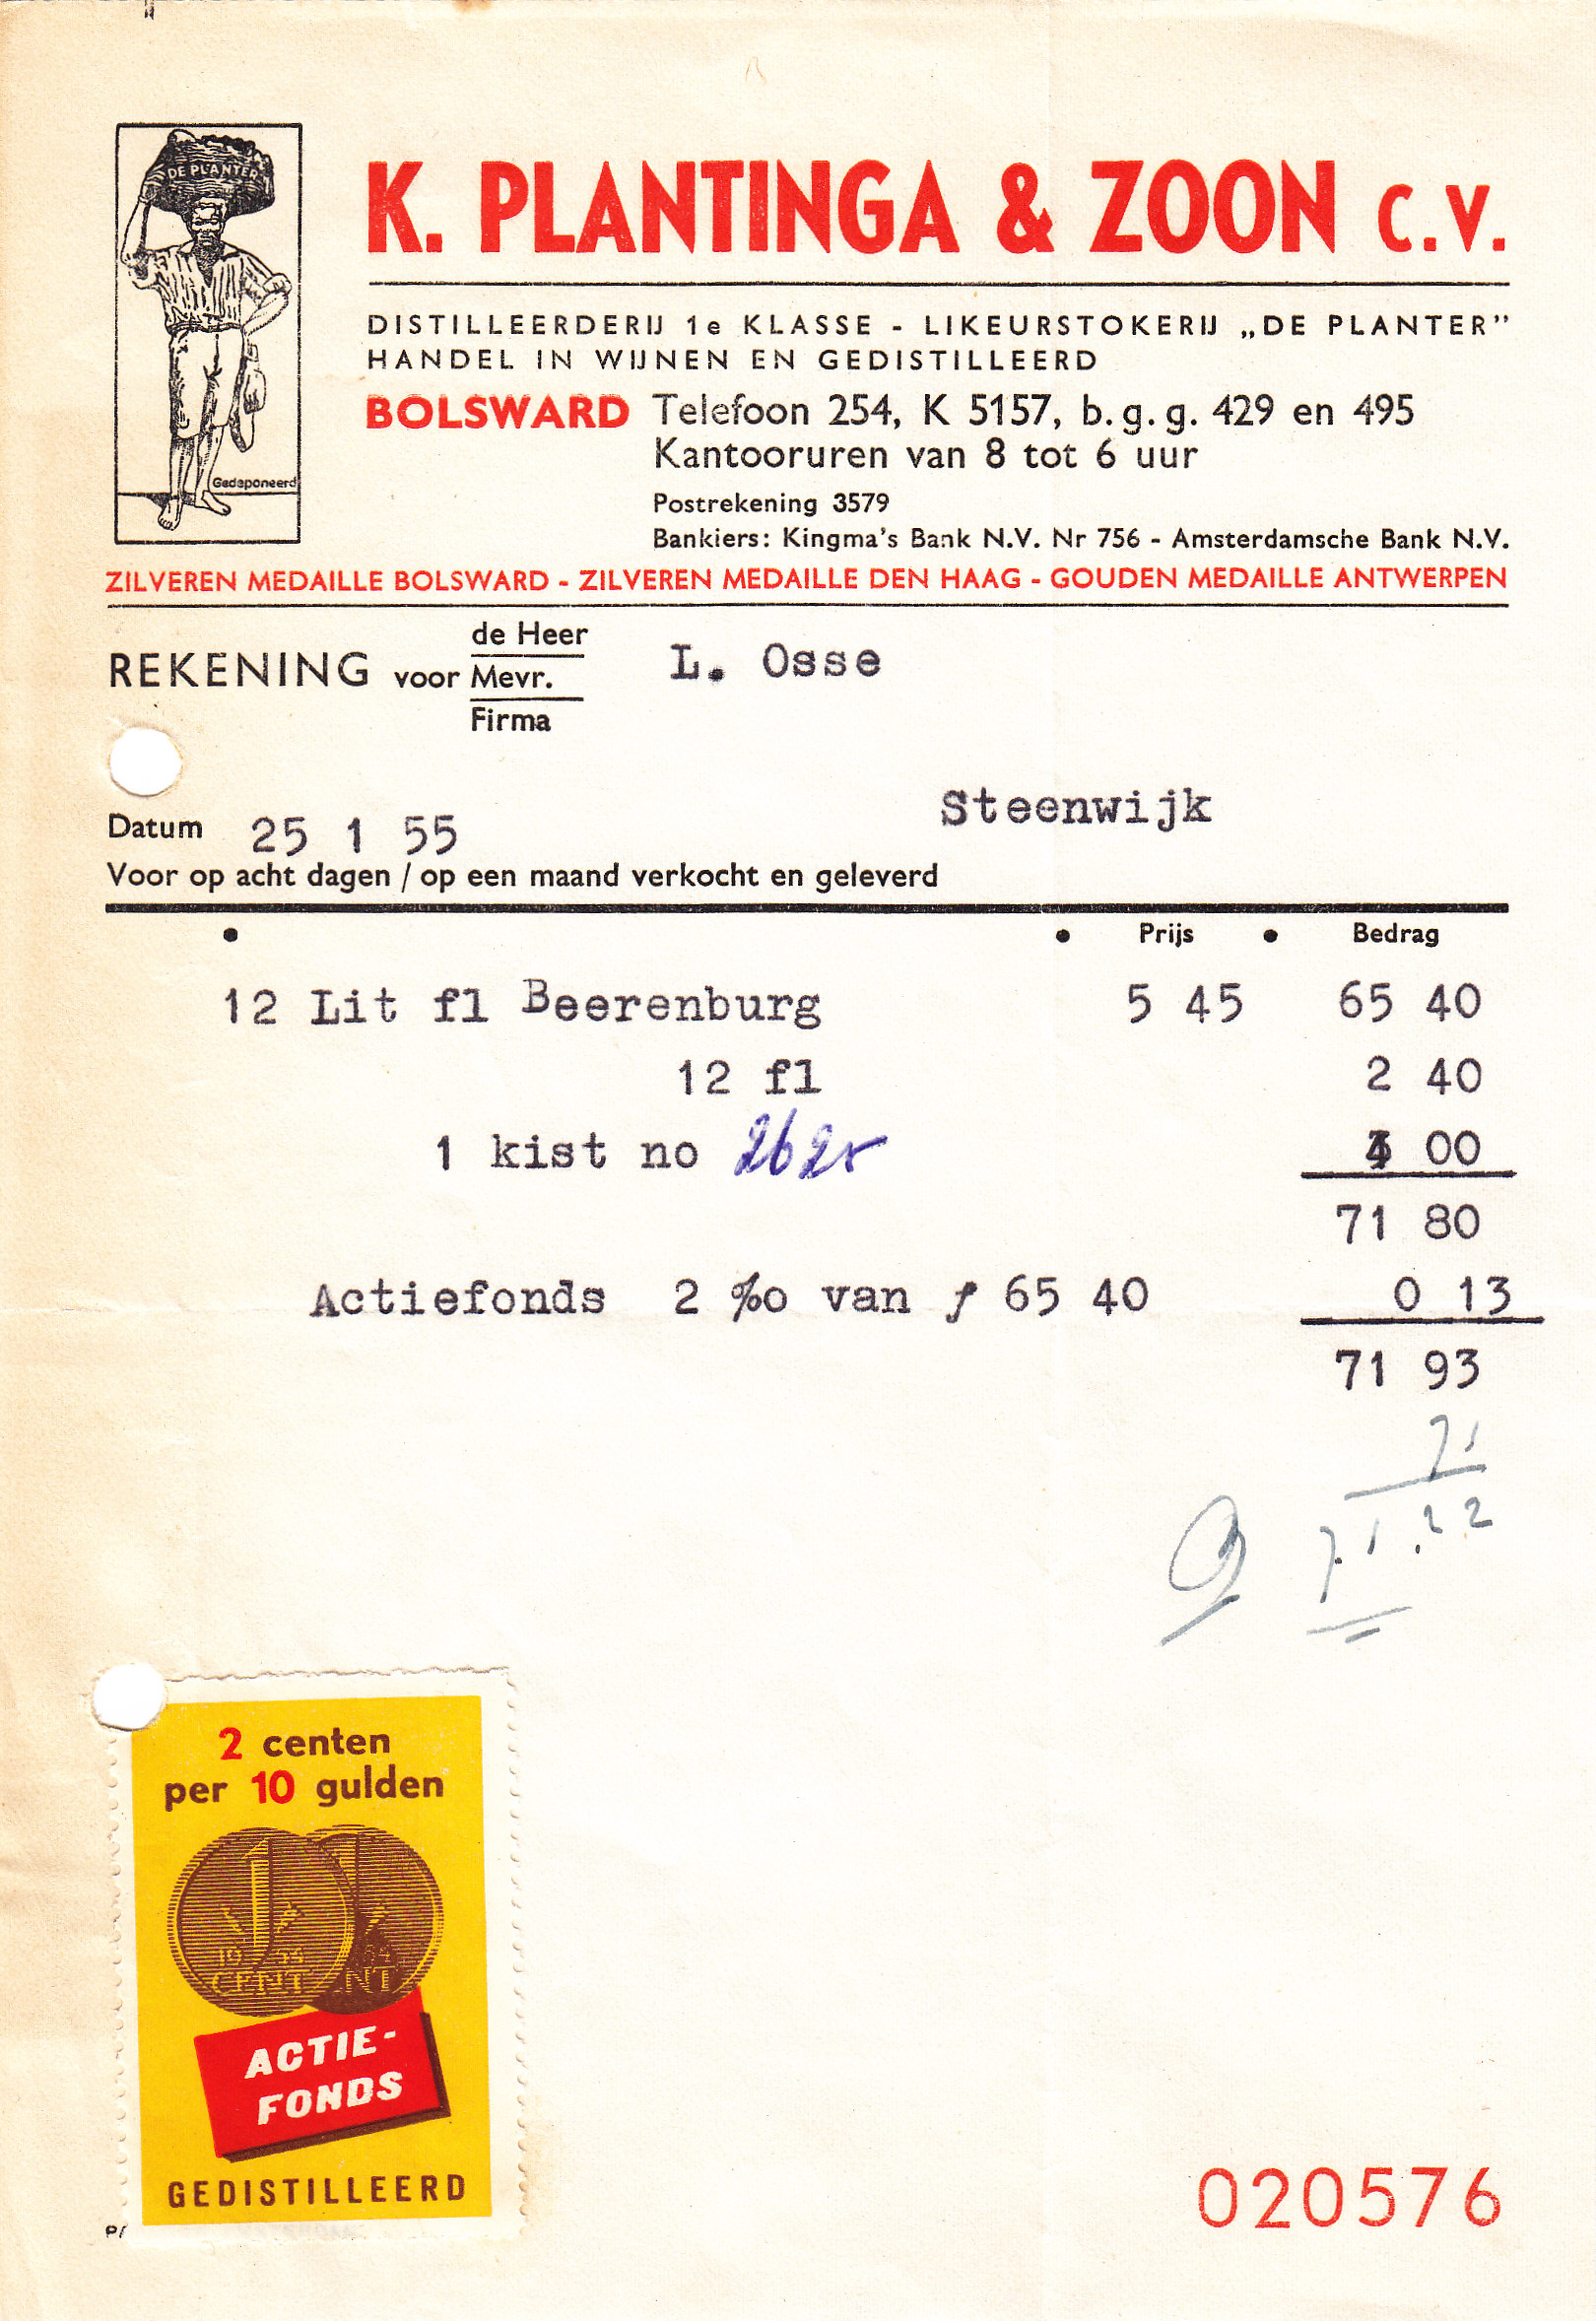 DE PLANTER
Gedeponeerd
K. PLANTINGA & ZOON C.V.
DISTILLEERDERIJ 1e KLASSE - LIKEURSTOKERIJ „DE PLANTER”
HANDEL IN WIJNEN EN GEDISTILLEERD
BOLSWARD Telefoon 254, K 5157, b.g.g. 429 en 495
Kantooruren van 8 tot 6 uur
Postrekening 3579
Bankiers: Kingma's Bank N.V. Nr 756 - Amsterdamsche Bank N.V.
ZILVEREN MEDAILLE BOLSWARD - ZILVEREN MEDAILLE DEN HAAG - GOUDEN MEDAILLE ANTWERPEN
REKENING voor de Heer
Mevr.
Firma
L. Osse
Steenwijk
Datum 25 1 55
Voor op acht dagen / op een maand verkocht en geleverd
Prijs Bedrag
12 Lit fl Beerenburg 5 45 65 40
12 fl 2 40
1 kist no 00
71 80
Actiefonds 2 ‰ van ƒ 65 40 0 13
71 93
71
71.22
2 centen
per 10 gulden
CENT
ACTIE-
FONDS
GEDISTILLEERD
020576